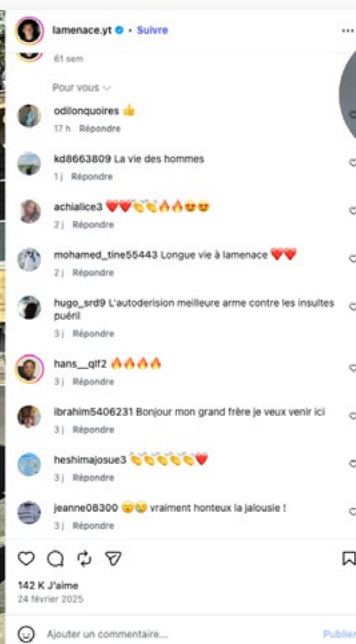 lamenace.yt • Suivre
61 sem
Pour vous
odilonquoires 👍
17 h Répondre
kd8663809 La vie des hommes
1 j Répondre
achialice3 ❤️❤️👏👏🔥🔥😍😍
2 j Répondre
mohamed_tine55443 Longue vie à lamenace ❤️❤️
2 j Répondre
hugo_srd9 L'autoderision meilleure arme contre les insultes
puéril
3 j Répondre
hans__qlf2 🔥🔥🔥🔥
3 j Répondre
ibrahim5406231 Bonjour mon grand frère je veux venir ici
3 j Répondre
heshimajosue3 👏👏👏👏👏❤️
3 j Répondre
jeanne08300 😮😢 vraiment honteux la jalousie !
3 j Répondre
142 K J'aime
24 février 2025
Ajouter un commentaire...
Publier